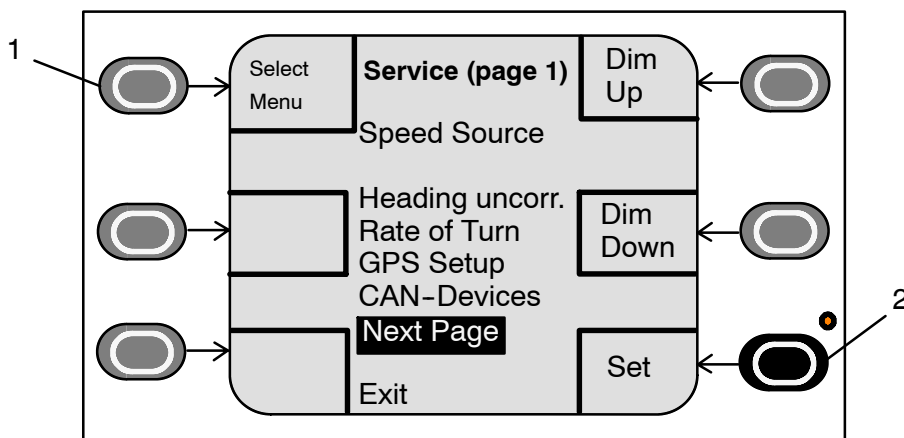 1
Select
Menu
Service (page 1)
Dim
Up
Speed Source
Heading uncorr.
Rate of Turn
GPS Setup
CAN-Devices
Next Page
Exit
Dim
Down
Set
2